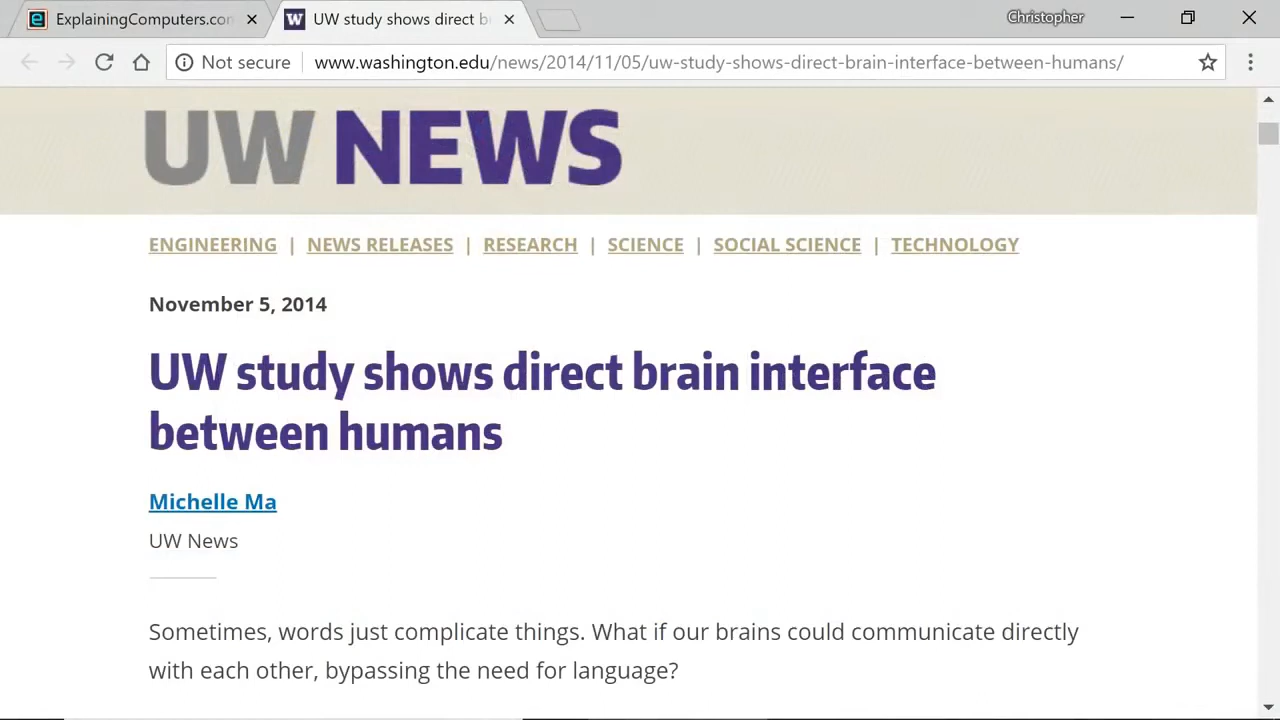 ExplainingComputers.con
UW study shows direct b
Christopher
Not secure
www.washington.edu/news/2014/11/05/uw-study-shows-direct-brain-interface-between-humans/
UW NEWS
ENGINEERING | NEWS RELEASES | RESEARCH | SCIENCE | SOCIAL SCIENCE | TECHNOLOGY
November 5, 2014
UW study shows direct brain interface
between humans
Michelle Ma
UW News
Sometimes, words just complicate things. What if our brains could communicate directly
with each other, bypassing the need for language?